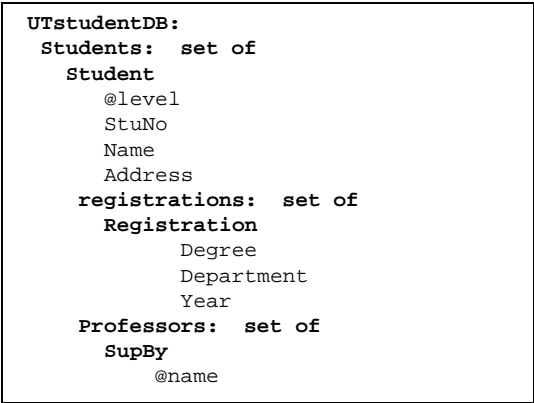 UTstudentDB:
Students: set of
Student
@level
StuNo
Name
Address
registrations: set of
Registration
Degree
Department
Year
Professors: set of
SupBy
@name